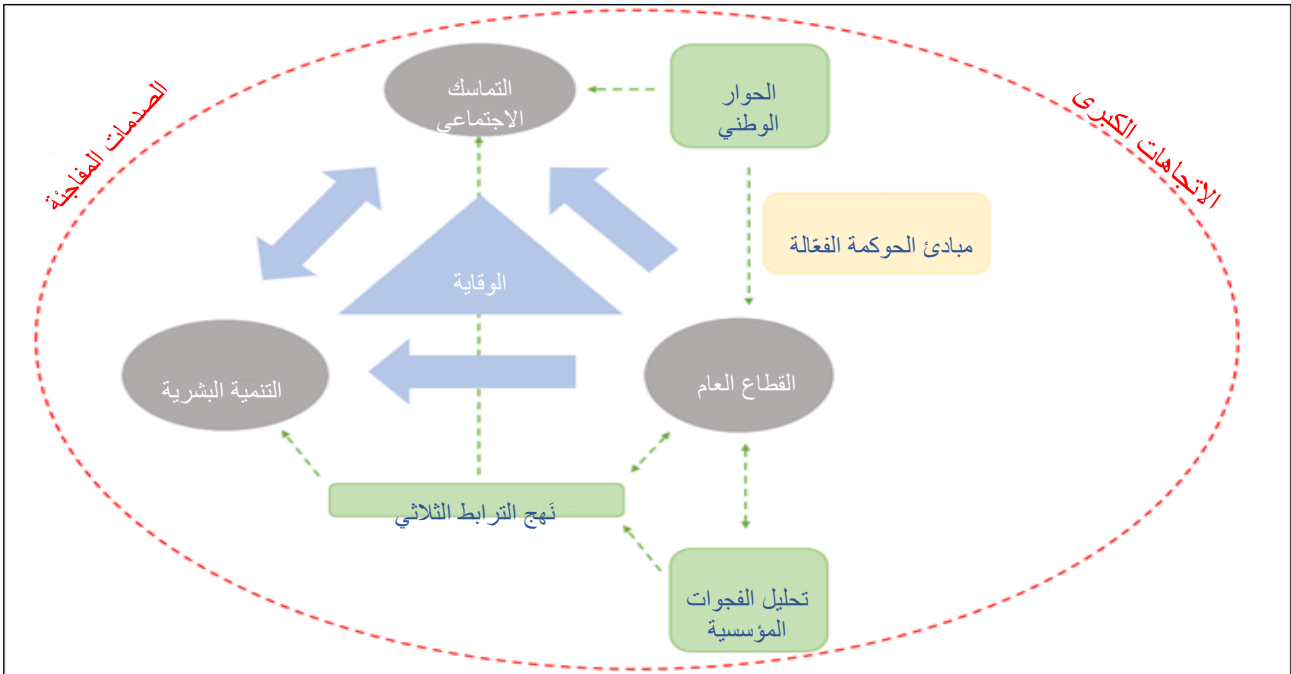 الاتجاهات الكبرى
الصدمات المفاجئة
الحوار
الوطني
التماسك
الاجتماعي
مبادئ الحوكمة الفعّالة
الوقاية
القطاع العام
التنمية البشرية
نَهج الترابط الثلاثي
تحليل الفجوات
المؤسسية